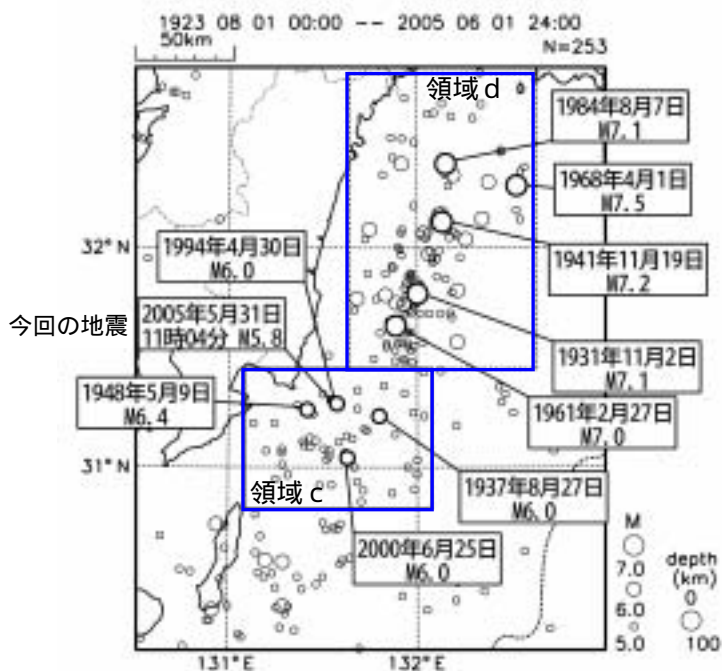 1923 08 01 00:00 -- 2005 06 01 24:00
50km
N=253
領域d
1984年8月7日
M7.1
1968年4月1日
M7.5
32°N
1994年4月30日
M6.0
1941年11月19日
M7.2
今回の地震
2005年5月31日
11時04分 M5.8
1931年11月2日
M7.1
1948年5月9日
M6.4
1961年2月27日
M7.0
31°N
領域c
1937年8月27日
M6.0
2000年6月25日
M6.0
M
7.0
6.0
5.0
depth
(km)
0
100
131°E
132°E